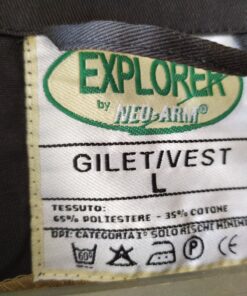 EXPLORER
by NEO-ARM®
GILET/VEST
L
TESSUTO:
65% POLIESTERE - 35% COTONE
DPI CATEGORIA 1° SOLO RISCHI MINIMI
60° P CE